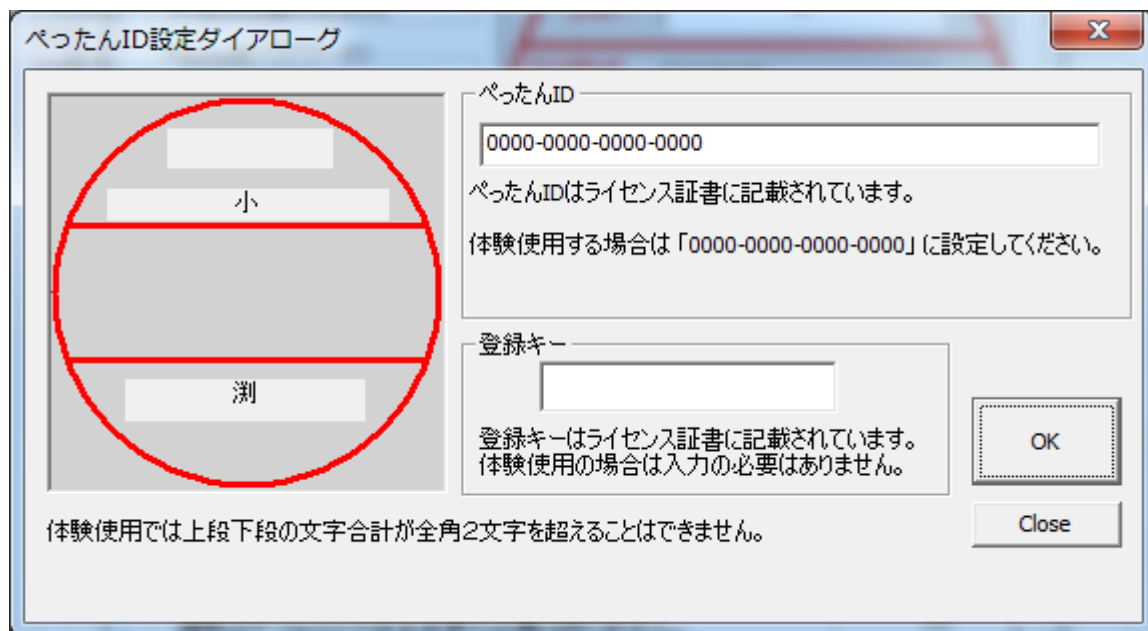 ぺったんID設定ダイアローグ
小
渕
ぺったんID
0000-0000-0000-0000
ぺったんIDはライセンス証書に記載されています。
体験使用する場合は「0000-0000-0000-0000」に設定してください。
登録キー
登録キーはライセンス証書に記載されています。
体験使用の場合は入力の必要はありません。
OK
Close
体験使用では上段下段の文字合計が全角2文字を超えることはできません。